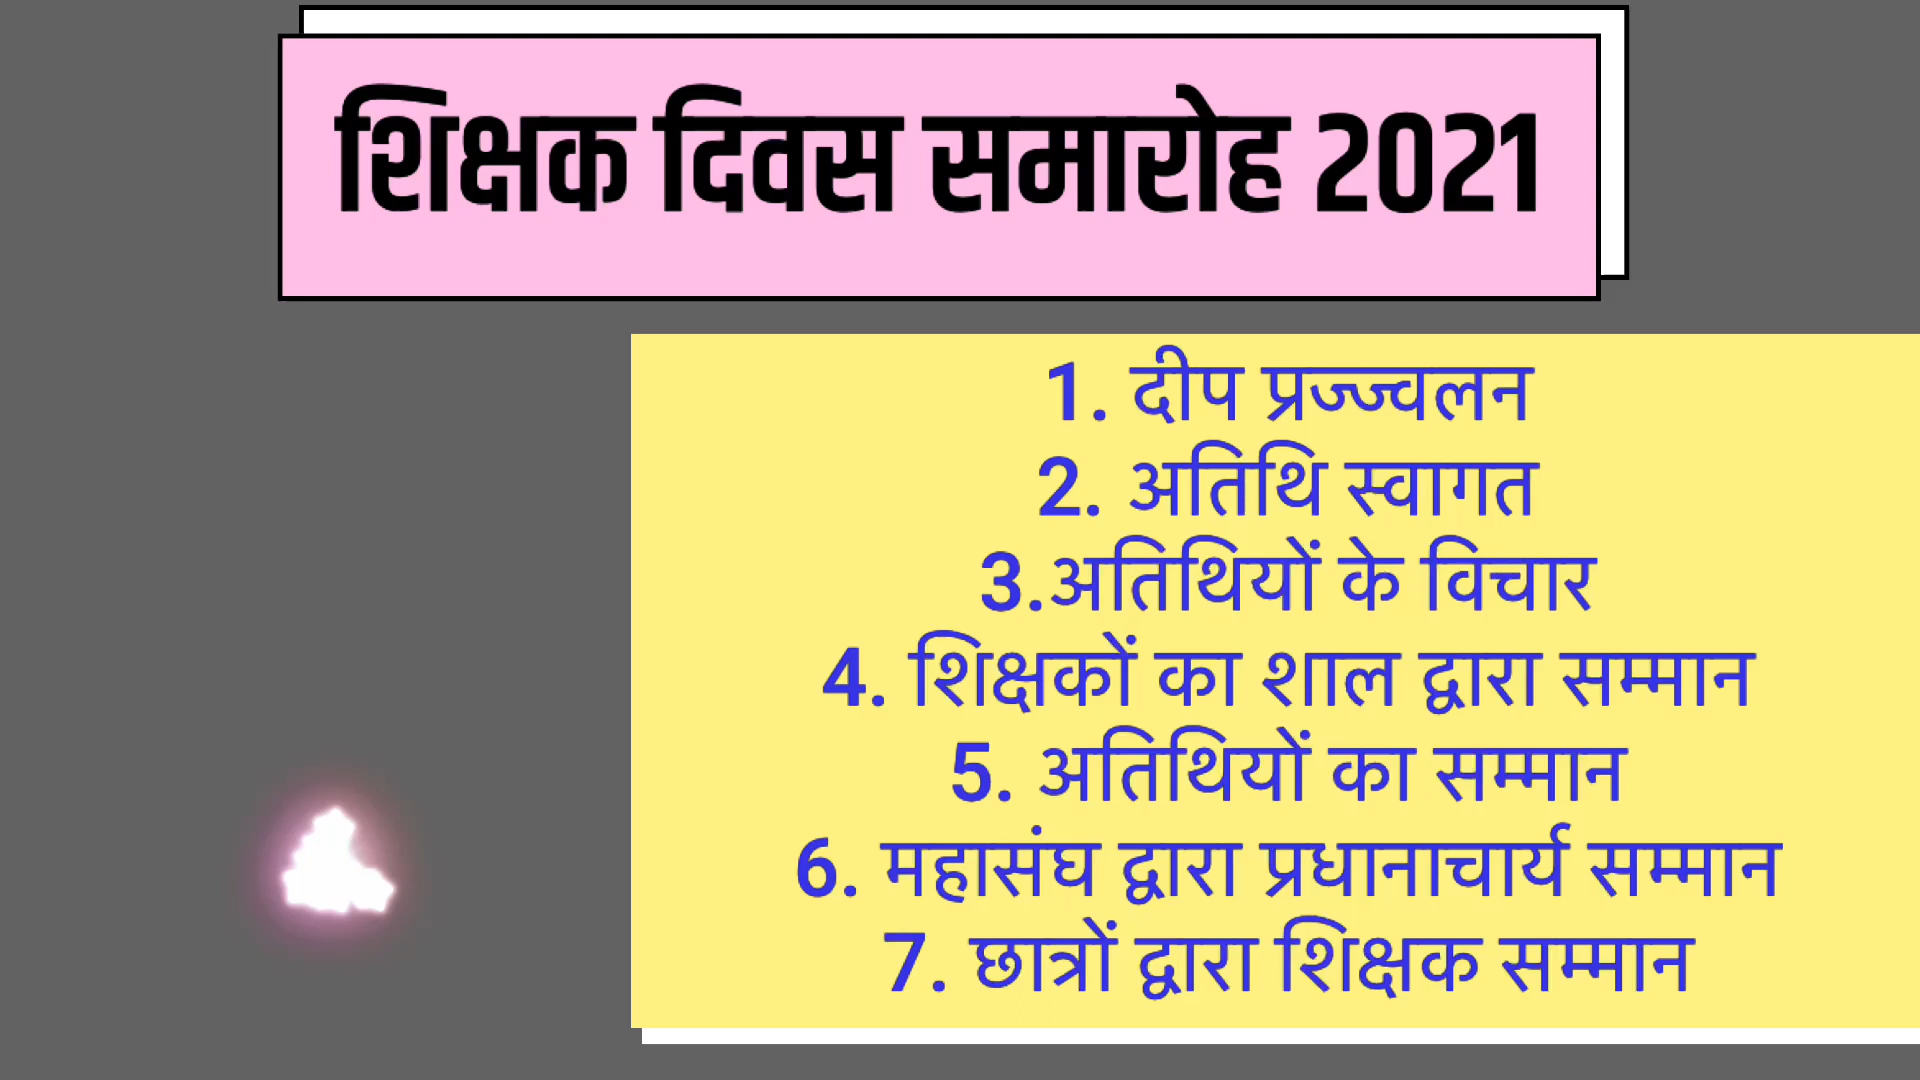 शिक्षक दिवस समारोह 2021
1. दीप प्रज्ज्वलन
2. अतिथि स्वागत
3.अतिथियों के विचार
4. शिक्षकों का शाल द्वारा सम्मान
5. अतिथियों का सम्मान
6. महासंघ द्वारा प्रधानाचार्य सम्मान
7. छात्रों द्वारा शिक्षक सम्मान